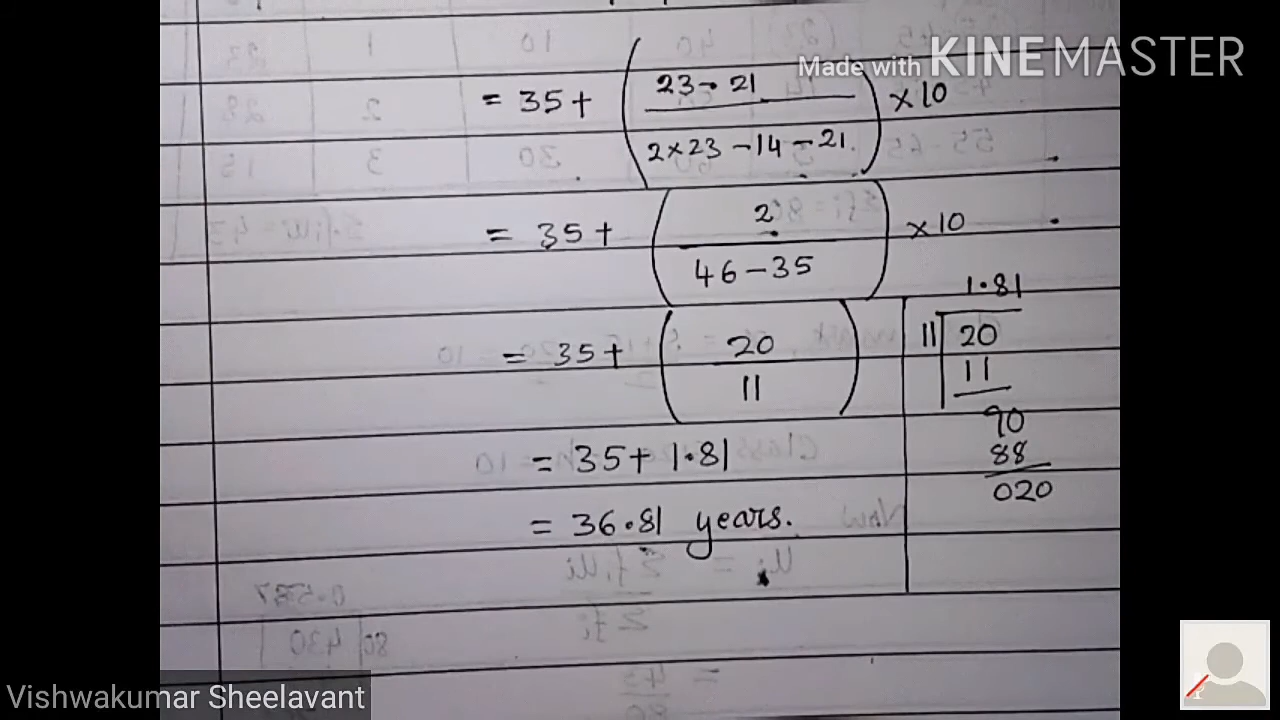 Made with KINEMASTER
= 35 + ( 23 - 21 / 2 × 23 - 14 - 21 ) × 10
= 35 + ( 2 / 46 - 35 ) × 10
= 35 + ( 20 / 11 )
1.81
11 20
11
90
88
020
= 35 + 1.81
= 36.81 years.
Vishwakumar Sheelavant